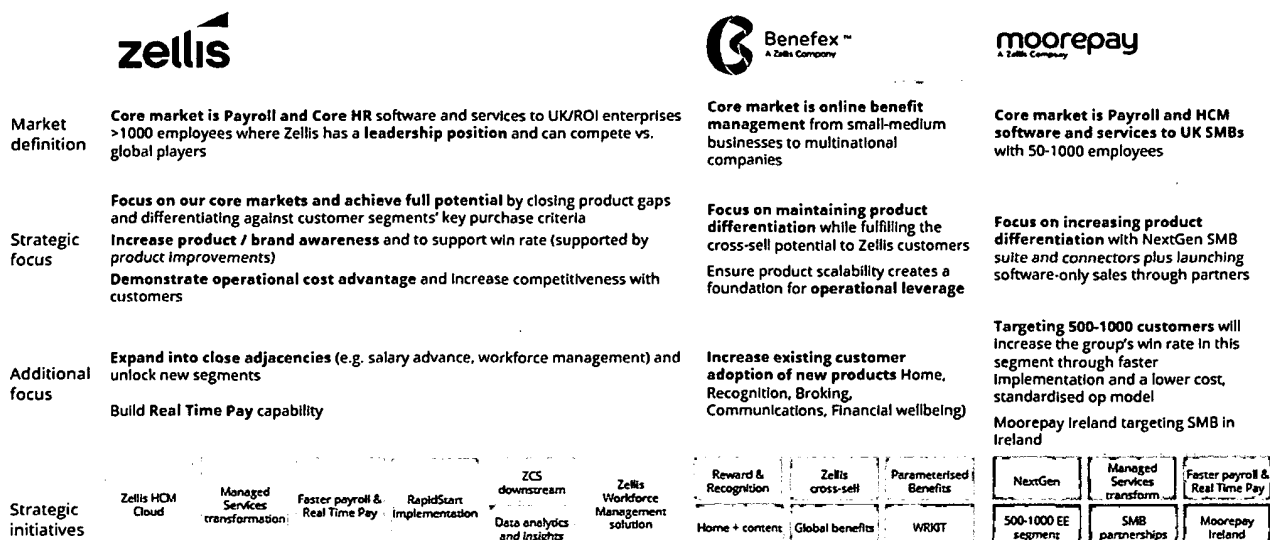 zellis
Benefex ™
A Zellis Company
moorepay
A Zellis Company
Market
definition
Core market is Payroll and Core HR software and services to UK/ROI enterprises
>1000 employees where Zellis has a leadership position and can compete vs.
global players
Core market is online benefit
management from small-medium
businesses to multinational
companies
Core market is Payroll and HCM
software and services to UK SMBs
with 50-1000 employees
Strategic
focus
Focus on our core markets and achieve full potential by closing product gaps
and differentiating against customer segments' key purchase criteria
Increase product / brand awareness and to support win rate (supported by
product improvements)
Demonstrate operational cost advantage and increase competitiveness with
customers
Focus on maintaining product
differentiation while fulfilling the
cross-sell potential to Zellis customers
Ensure product scalability creates a
foundation for operational leverage
Focus on increasing product
differentiation with NextGen SMB
suite and connectors plus launching
software-only sales through partners
Additional
focus
Expand into close adjacencies (e.g. salary advance, workforce management) and
unlock new segments
Build Real Time Pay capability
Increase existing customer
adoption of new products Home,
Recognition, Broking,
Communications, Financial wellbeing)
Targeting 500-1000 customers will
increase the group's win rate in this
segment through faster
implementation and a lower cost,
standardised op model
Moorepay Ireland targeting SMB in
Ireland
Strategic
initiatives
Zellis HCM
Cloud
Managed
Services
transformation
Faster payroll &
Real Time Pay
RapidStart
implementation
ZCS
downstream
Data analytics
and insights
Zellis
Workforce
Management
solution
Reward &
Recognition
Zellis
cross-sell
Parameterised
Benefits
Home + content
Global benefits
WRKIT
NextGen
Managed
Services
transform
Faster payroll &
Real Time Pay
500-1000 EE
segment
SMB
partnerships
Moorepay
Ireland